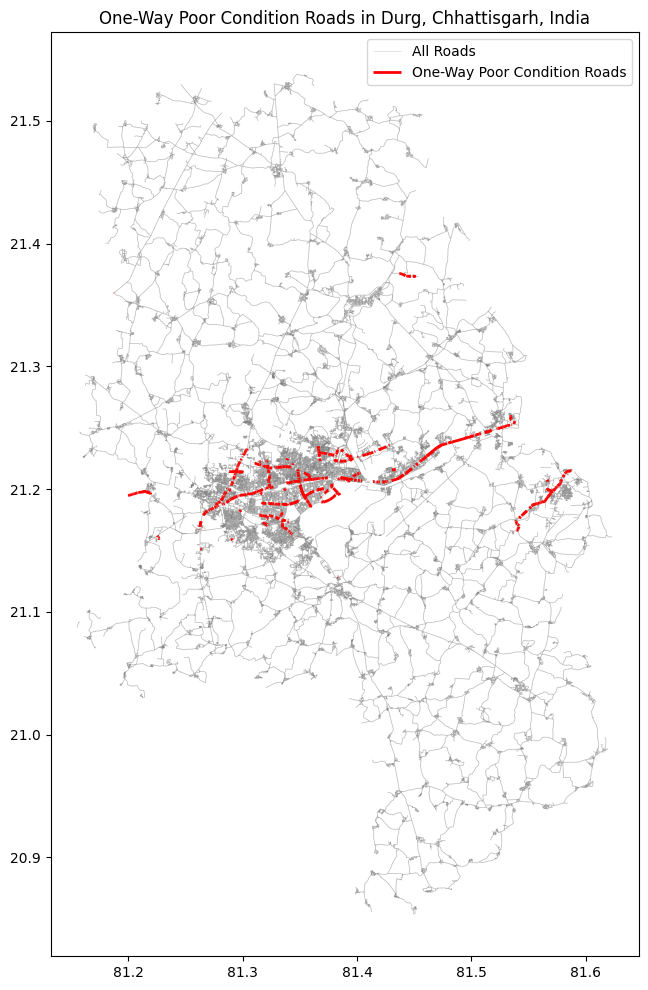 One-Way Poor Condition Roads in Durg, Chhattisgarh, India
All Roads
One-Way Poor Condition Roads
21.5
21.4
21.3
21.2
21.1
21.0
20.9
81.2 81.3 81.4 81.5 81.6